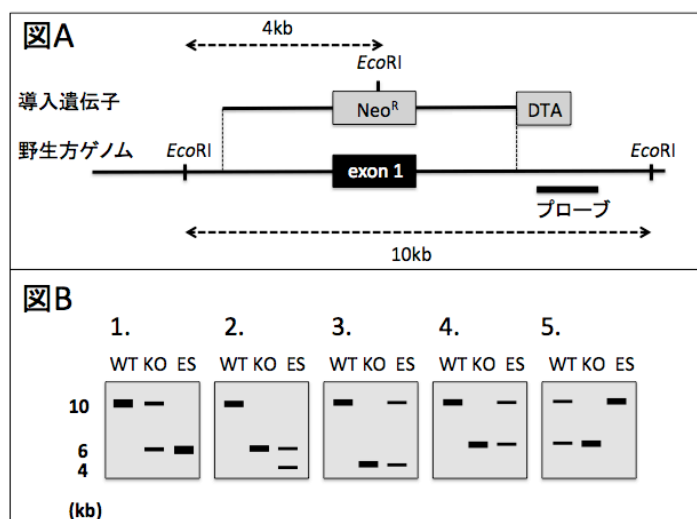 図A
4kb
EcoRI
導入遺伝子
NeoR
DTA
野生方ゲノム
EcoRI
EcoRI
exon 1
プローブ
10kb
図B
1. 2. 3. 4. 5.
WT KO ES WT KO ES WT KO ES WT KO ES WT KO ES
10
6
4
(kb)